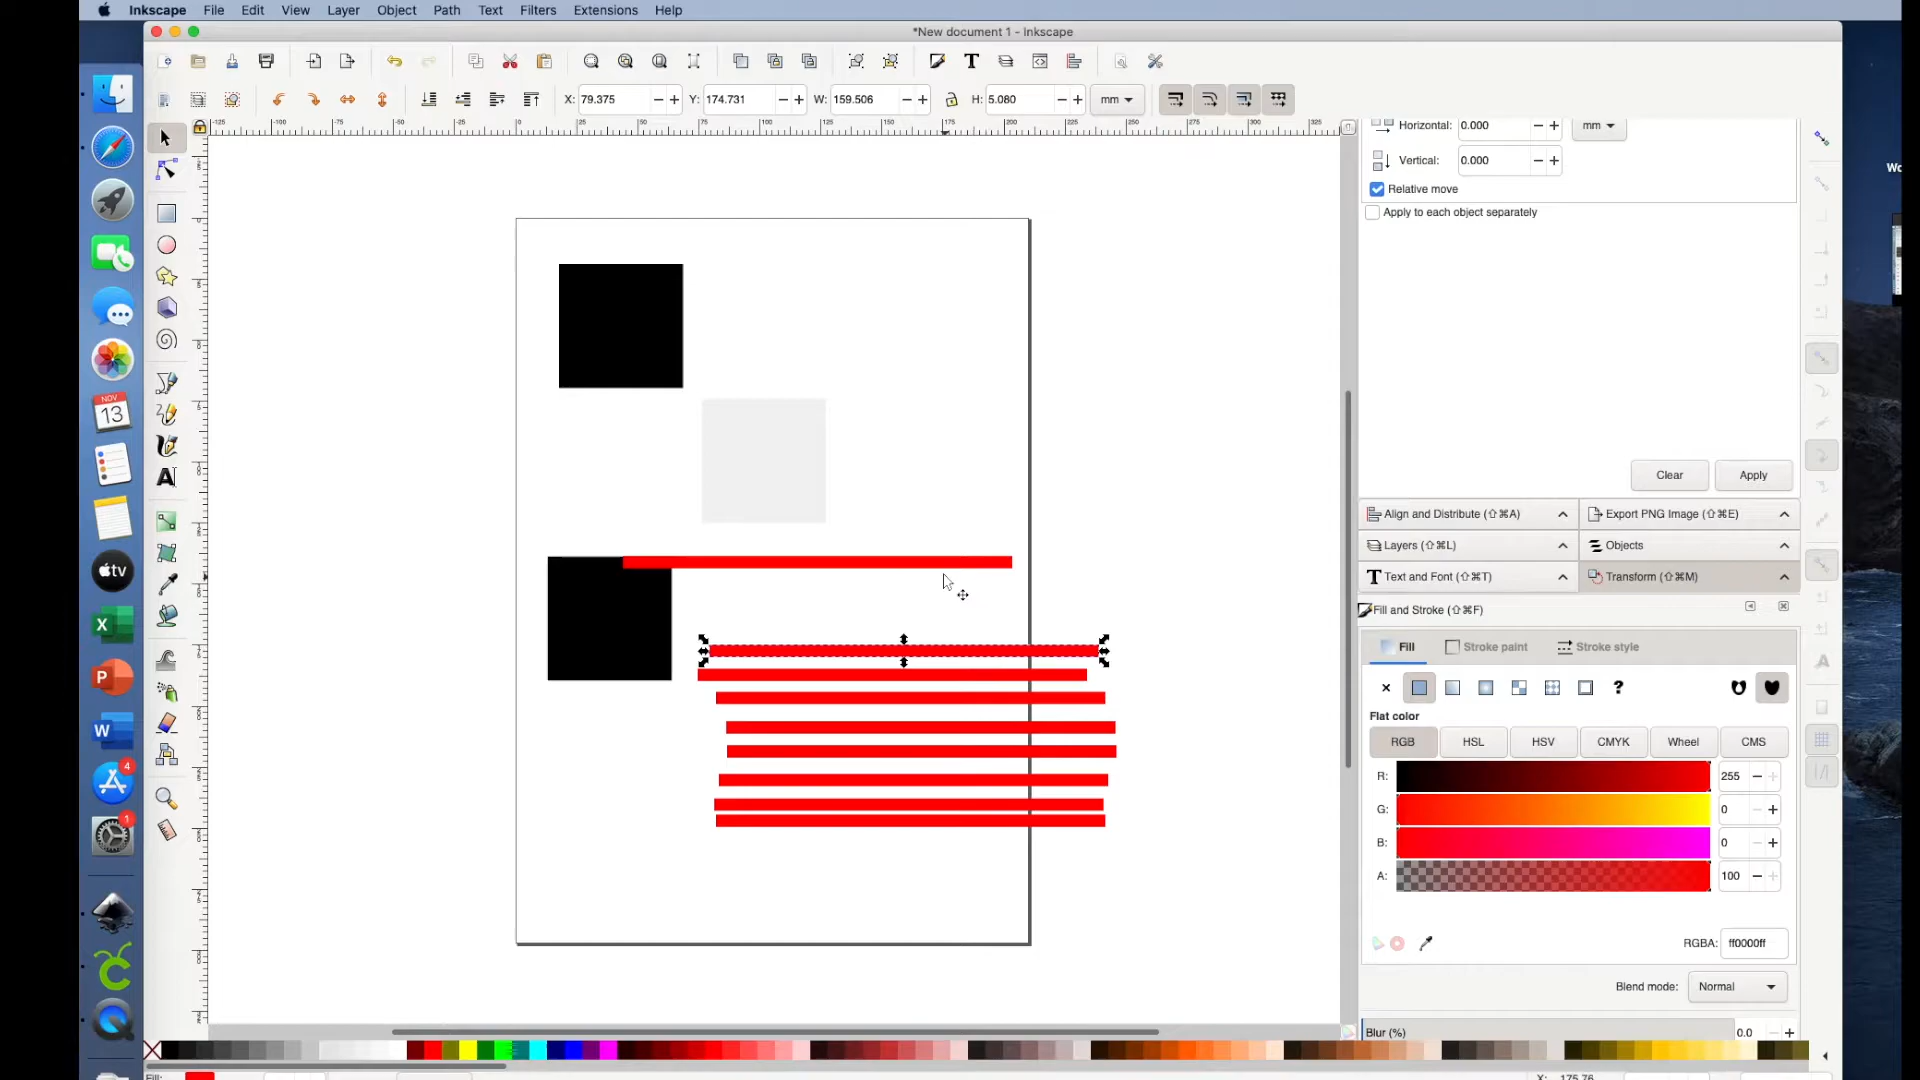 Inkscape File Edit View Layer Object Path Text Filters Extensions Help
*New document 1 - Inkscape
X: 79.375 Y: 174.731 W: 159.506 H: 5.080 mm
Horizontal: 0.000 mm
Vertical: 0.000
Relative move
Apply to each object separately
Clear Apply
Align and Distribute (⇧⌘A) Export PNG Image (⇧⌘E)
Layers (⇧⌘L) Objects
Text and Font (⇧⌘T) Transform (⇧⌘M)
Fill and Stroke (⇧⌘F)
Fill Stroke paint Stroke style
Flat color
RGB HSL HSV CMYK Wheel CMS
R: 255
G: 0
B: 0
A: 100
RGBA: ff0000ff
Blend mode: Normal
Blur (%) 0.0
NOV
13
tv
4
1